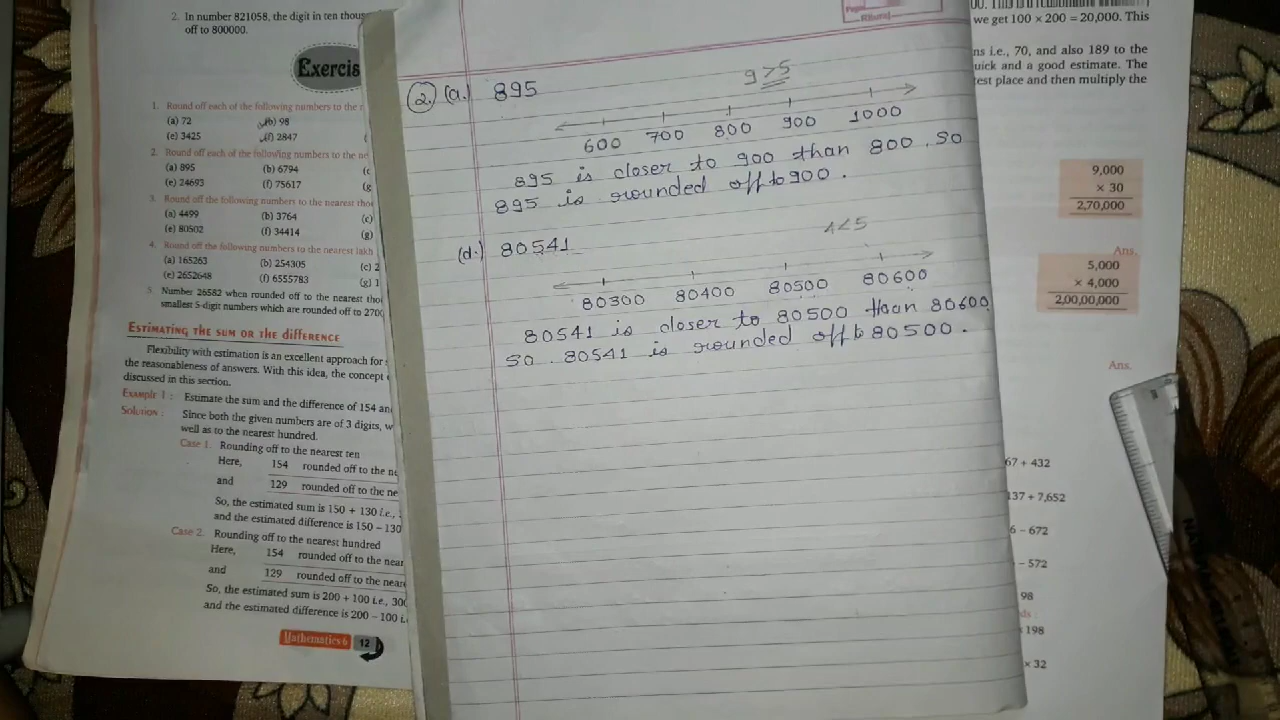 2. In number 821058, the digit in ten thous
off to 800000.
Exercis
1. Round off each of the following numbers to the
(a) 72 (b) 98
(e) 3425 (f) 2847
2. Round off each of the following numbers to the ne
(a) 895 (b) 6794 (c
(e) 24693 (f) 75617 (g
3. Round off the following numbers to the nearest tho
(a) 4499 (b) 3764 (c)
(e) 80502 (f) 34414 (g)
4. Round off the following numbers to the nearest lakh
(a) 165263 (b) 254305 (c) 2
(e) 2652648 (f) 6555783 (g) 1
5. Number 26582 when rounded off to the nearest tho
smallest 5-digit numbers which are rounded off to 2700
ESTIMATING THE SUM OR THE DIFFERENCE
Flexibility with estimation is an excellent approach for
the reasonableness of answers. With this idea, the concept
discussed in this section.
Example 1 : Estimate the sum and the difference of 154 an
Solution : Since both the given numbers are of 3 digits, w
well as to the nearest hundred.
Case 1. Rounding off to the nearest ten
Here, 154 rounded off to the ne
and 129 rounded off to the ne
So, the estimated sum is 150 + 130 i.e.,
and the estimated difference is 150 – 130
Case 2. Rounding off to the nearest hundred
Here, 154 rounded off to the near
and 129 rounded off to the near
So, the estimated sum is 200 + 100 i.e., 300
and the estimated difference is 200 – 100 i.
Mathematics-6 12
2. (a.) 895
9>5
600 700 800 900 1000
895 is closer to 900 than 800. So
895 is rounded off to 900.
(d.) 80541
4<5
80300 80400 80500 80600
80541 is closer to 80500 than 80600.
So 80541 is rounded off to 80500.
we get 100 × 200 = 20,000. This
ns i.e., 70, and also 189 to the
uick and a good estimate. The
est place and then multiply the
9,000
× 30
2,70,000
Ans.
5,000
× 4,000
2,00,00,000
Ans.
67 + 432
137 + 7,652
6 – 672
– 572
98
ds :
198
× 32